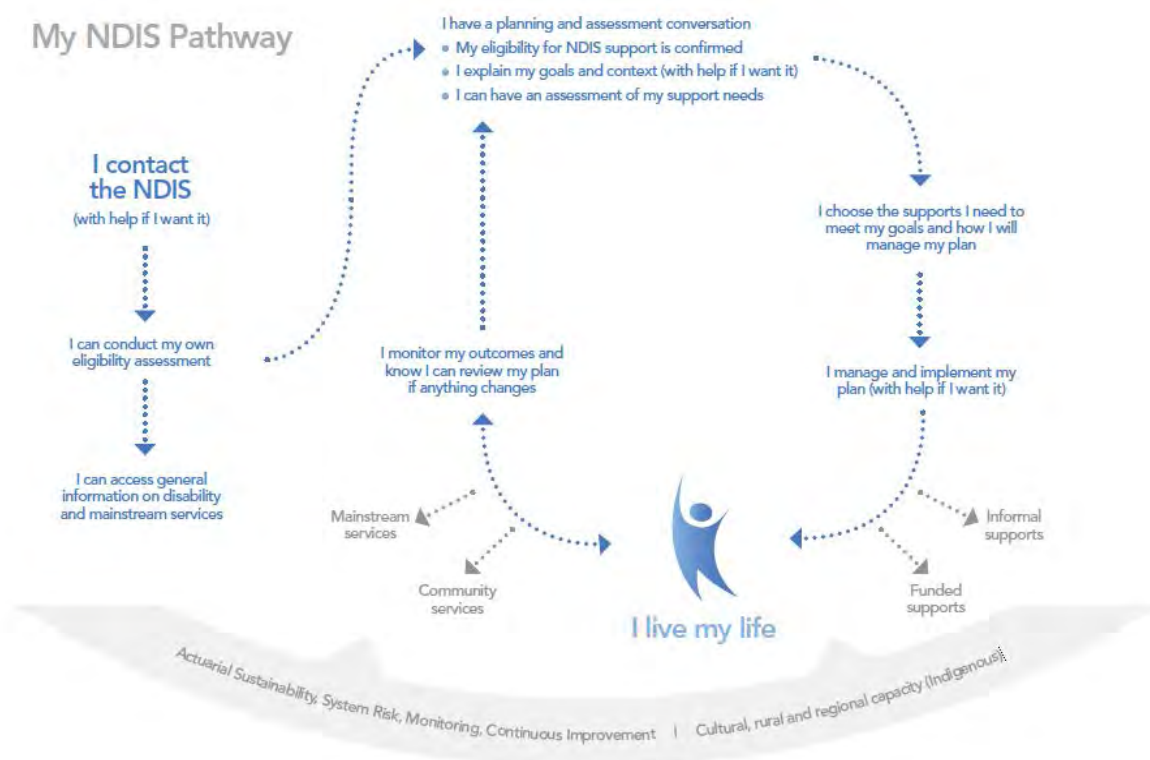 My NDIS Pathway
I have a planning and assessment conversation
• My eligibility for NDIS support is confirmed
• I explain my goals and context (with help if I want it)
• I can have an assessment of my support needs
I contact
the NDIS
(with help if I want it)
I choose the supports I need to
meet my goals and how I will
manage my plan
I can conduct my own
eligibility assessment
I monitor my outcomes and
know I can review my plan
if anything changes
I manage and implement my
plan (with help if I want it)
I can access general
information on disability
and mainstream services
Mainstream
services
Community
services
Informal
supports
Funded
supports
I live my life
Actuarial Sustainability, System Risk, Monitoring, Continuous Improvement | Cultural, rural and regional capacity (Indigenous)